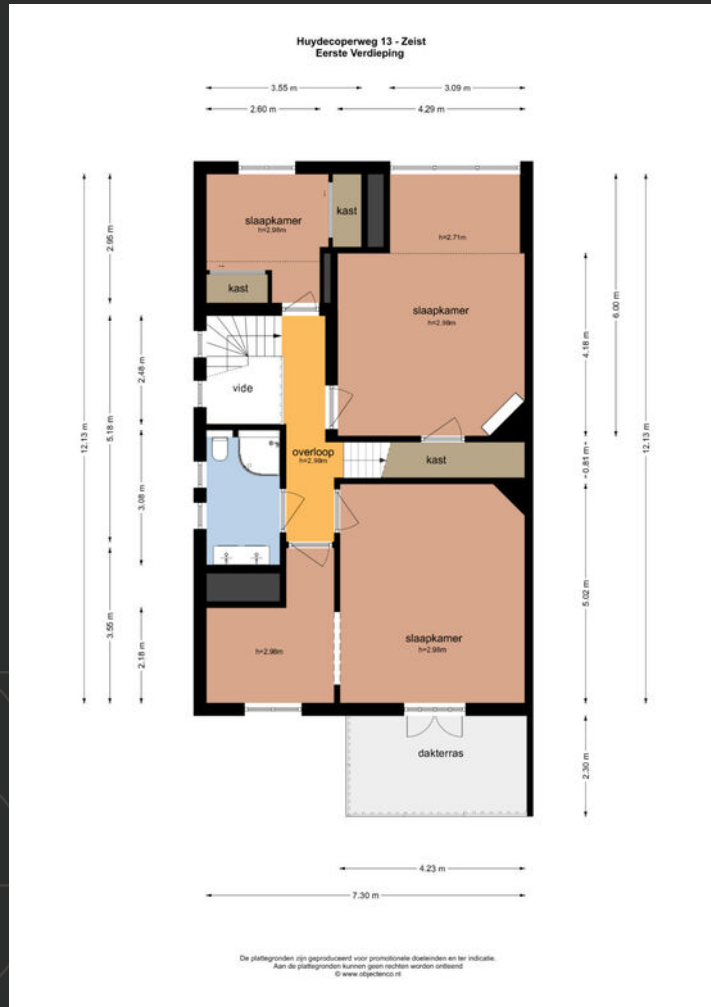 Huydecoperweg 13 - Zeist
Eerste Verdieping
3.55 m
3.09 m
2.60 m
4.29 m
slaapkamer
h=2.98m
kast
h=2.71m
kast
slaapkamer
h=2.98m
vide
overloop
h=2.98m
kast
slaapkamer
h=2.98m
h=2.98m
dakterras
12.13 m
2.95 m
5.18 m
3.55 m
2.48 m
3.08 m
2.18 m
4.18 m
0.81 m
5.02 m
2.30 m
6.00 m
12.13 m
4.23 m
7.30 m
De plattegronden zijn geproduceerd voor promotionele doeleinden en ter indicatie.
Aan de plattegronden kunnen geen rechten worden ontleend
© www.objectenco.nl